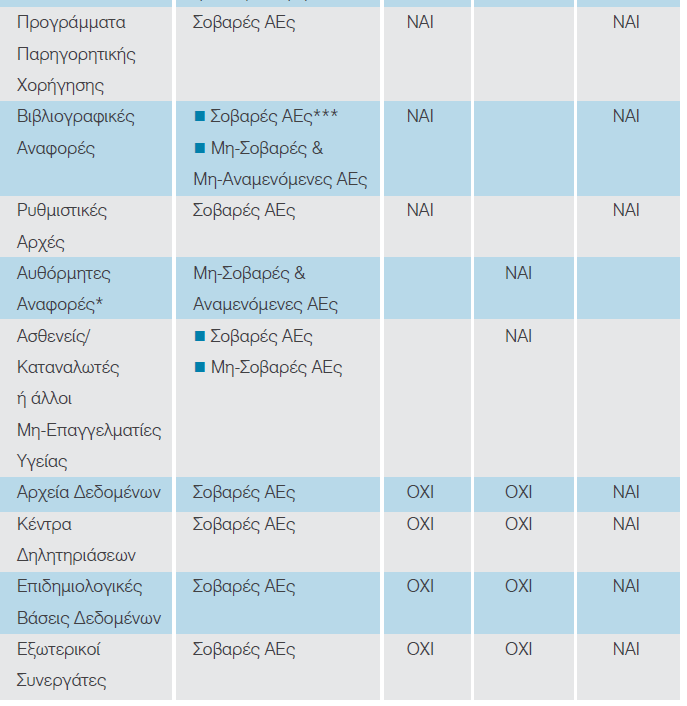 Προγράμματα Σοβαρές ΑΕς ΝΑΙ ΝΑΙ
Παρηγορητικής
Χορήγησης
Βιβλιογραφικές ■ Σοβαρές ΑΕς*** ΝΑΙ ΝΑΙ
Αναφορές ■ Μη-Σοβαρές &
Μη-Αναμενόμενες ΑΕς
Ρυθμιστικές Σοβαρές ΑΕς ΝΑΙ ΝΑΙ
Αρχές
Αυθόρμητες Μη-Σοβαρές & ΝΑΙ
Αναφορές* Αναμενόμενες ΑΕς
Ασθενείς/ ■ Σοβαρές ΑΕς ΝΑΙ
Καταναλωτές ■ Μη-Σοβαρές ΑΕς
ή άλλοι
Μη-Επαγγελματίες
Υγείας
Αρχεία Δεδομένων Σοβαρές ΑΕς ΟΧΙ ΟΧΙ ΝΑΙ
Κέντρα Σοβαρές ΑΕς ΟΧΙ ΟΧΙ ΝΑΙ
Δηλητηριάσεων
Επιδημιολογικές Σοβαρές ΑΕς ΟΧΙ ΟΧΙ ΝΑΙ
Βάσεις Δεδομένων
Εξωτερικοί Σοβαρές ΑΕς ΟΧΙ ΟΧΙ ΝΑΙ
Συνεργάτες